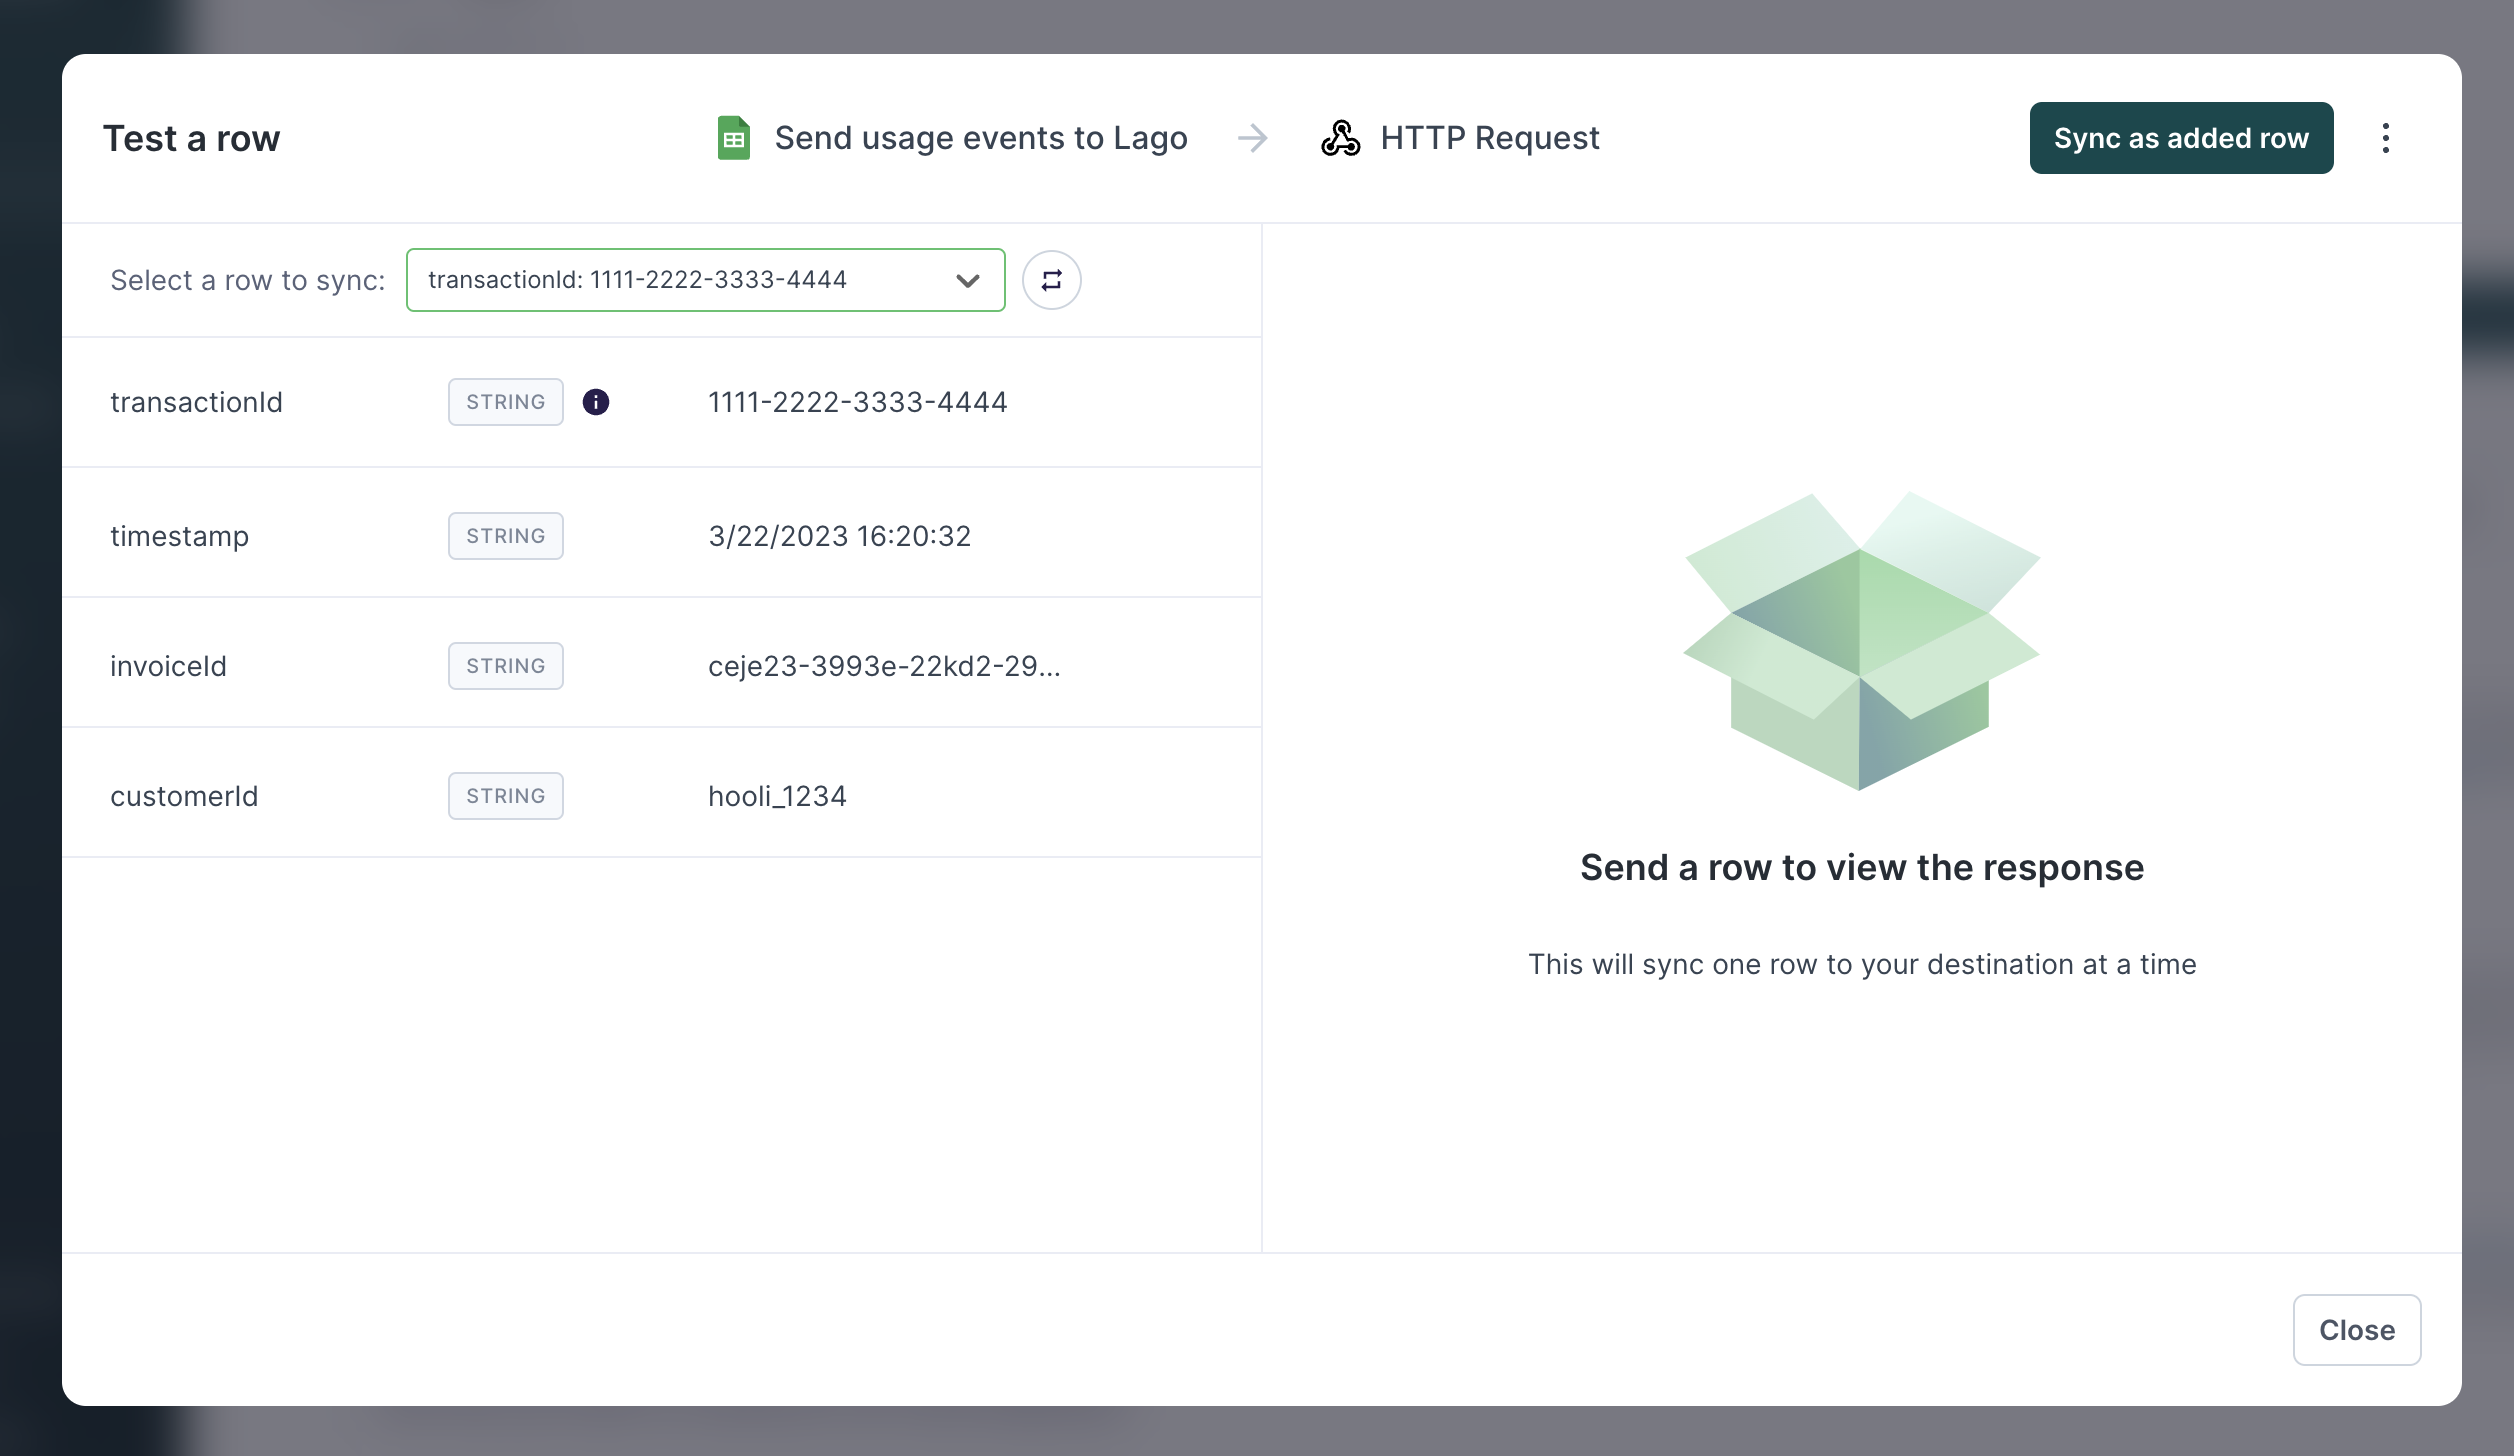 Test a row
Send usage events to Lago
HTTP Request
Sync as added row
Select a row to sync:
transactionId: 1111-2222-3333-4444
transactionId STRING 1111-2222-3333-4444
timestamp STRING 3/22/2023 16:20:32
invoiceId STRING ceje23-3993e-22kd2-29...
customerId STRING hooli_1234
Send a row to view the response
This will sync one row to your destination at a time
Close